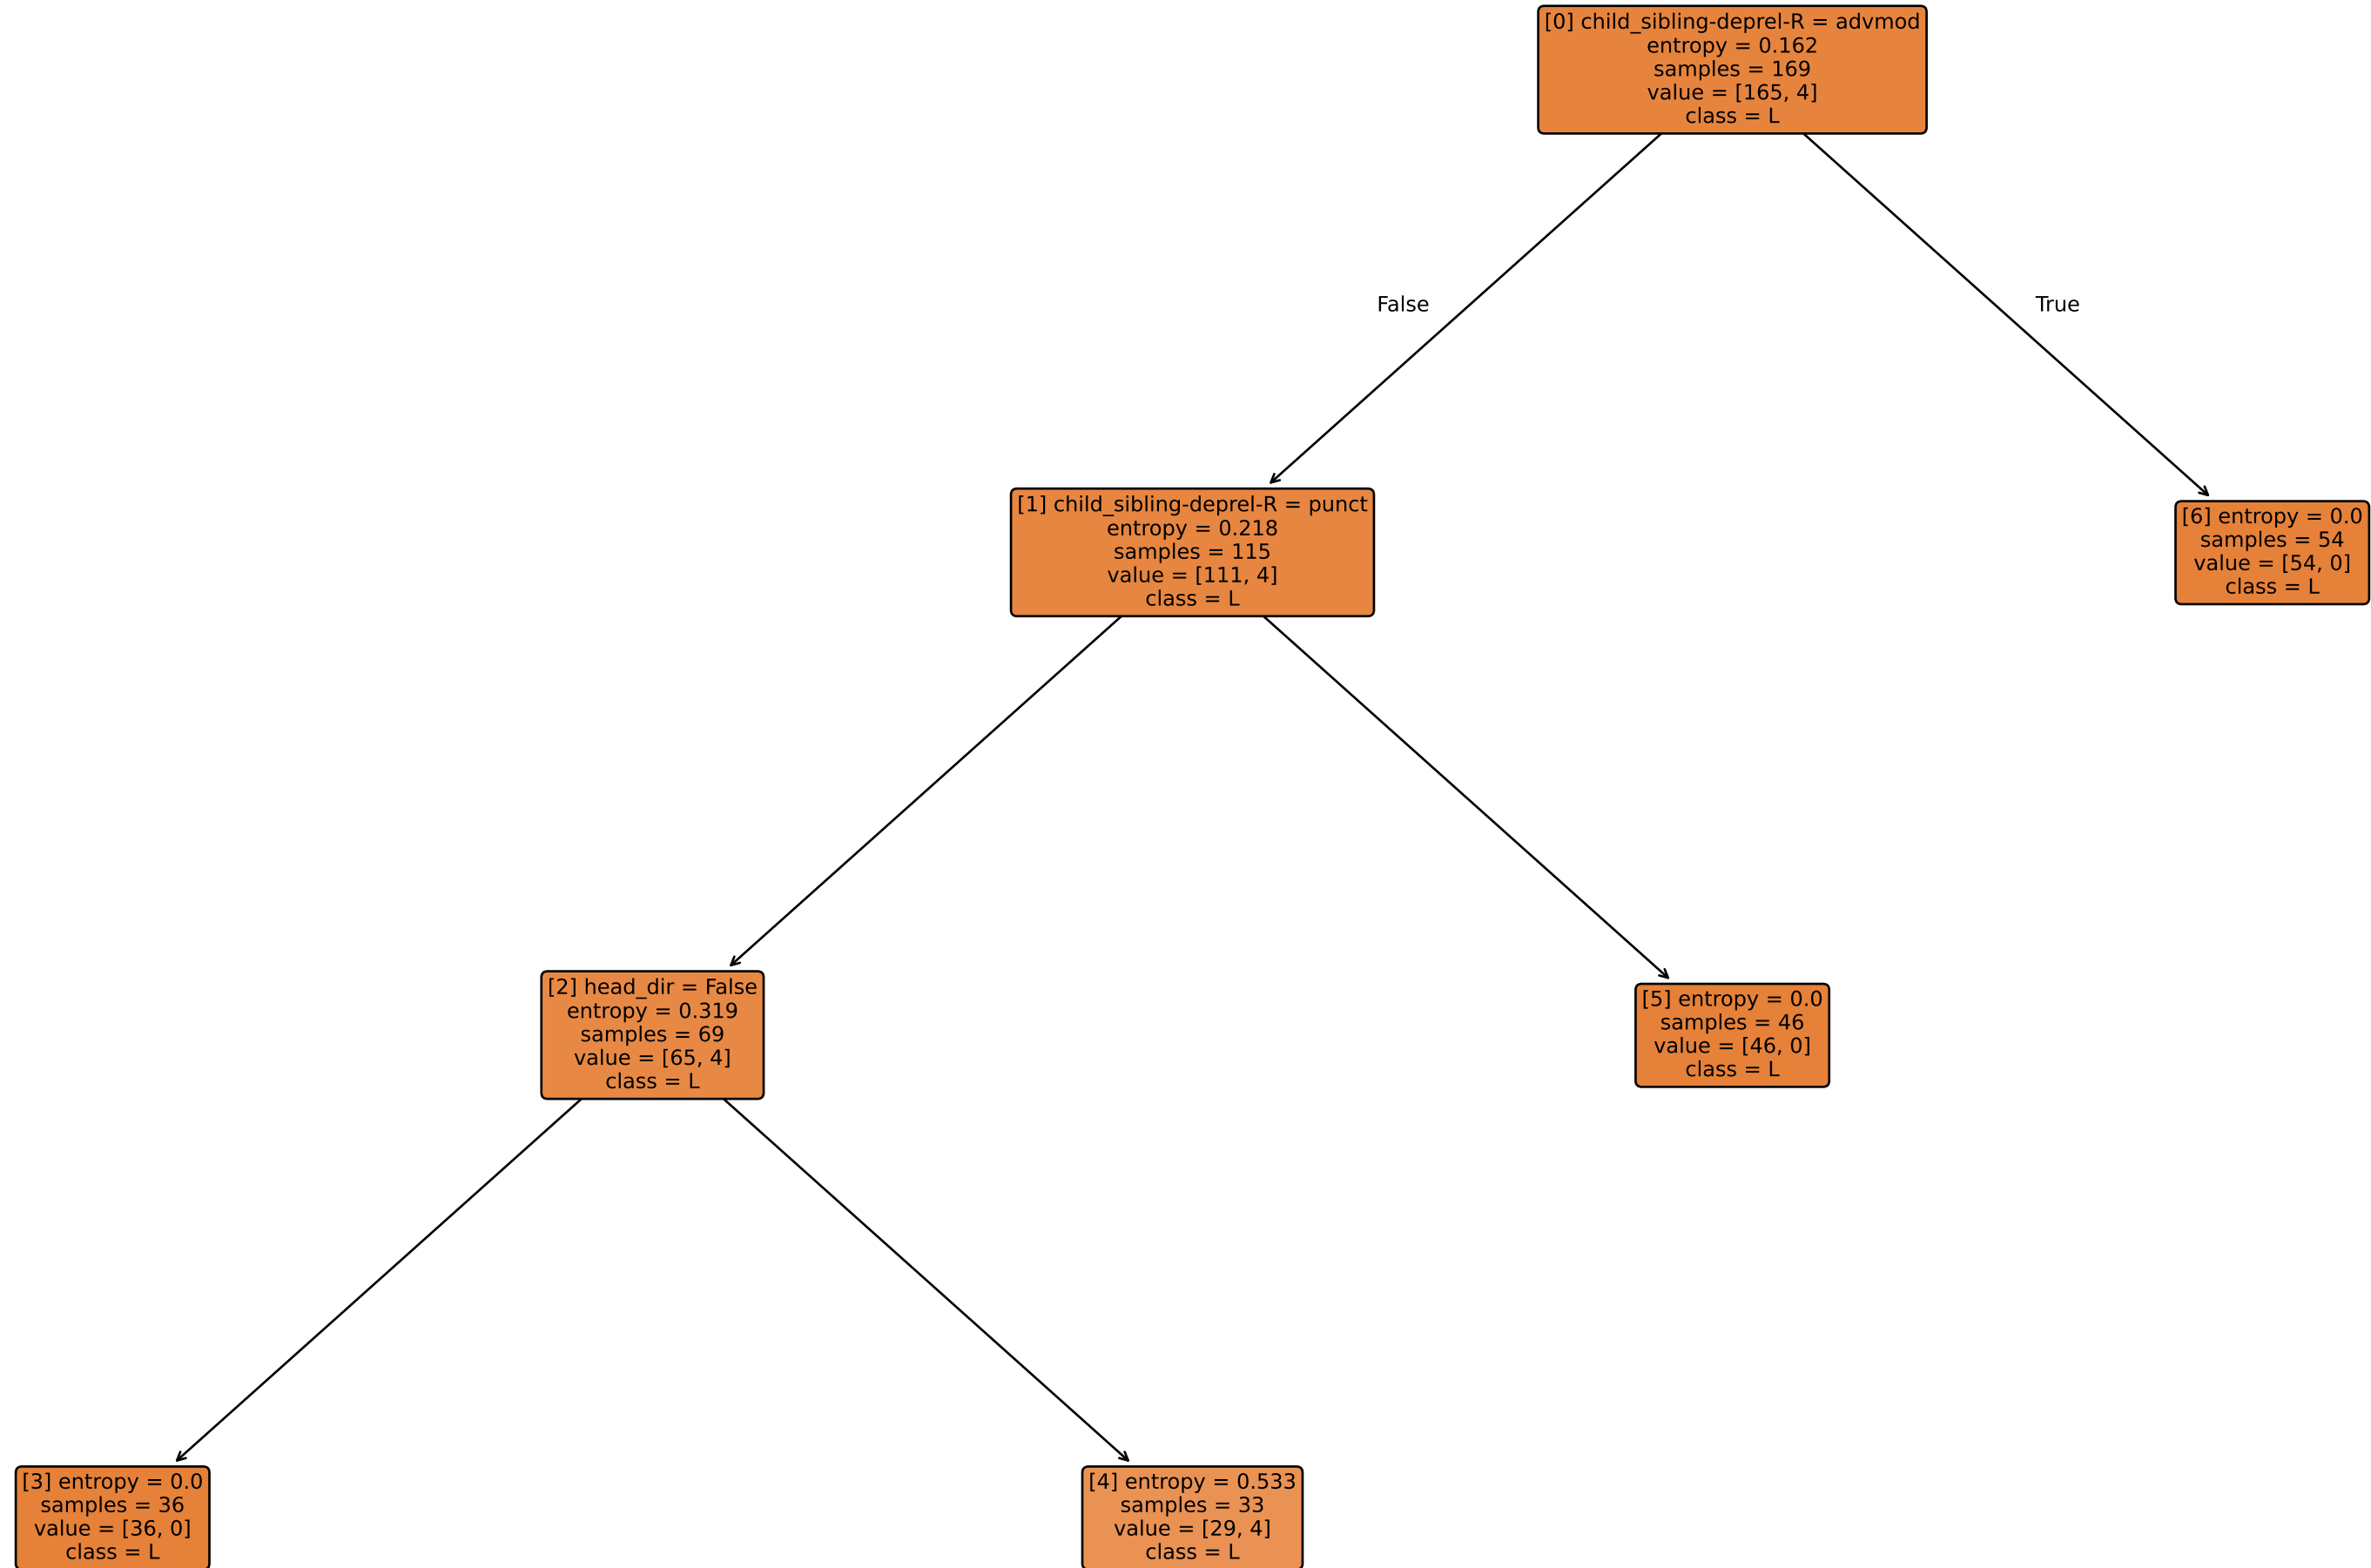 [0] child_sibling-deprel-R = advmod
entropy = 0.162
samples = 169
value = [165, 4]
class = L
False
True
[1] child_sibling-deprel-R = punct
entropy = 0.218
samples = 115
value = [111, 4]
class = L
[6] entropy = 0.0
samples = 54
value = [54, 0]
class = L
[2] head_dir = False
entropy = 0.319
samples = 69
value = [65, 4]
class = L
[5] entropy = 0.0
samples = 46
value = [46, 0]
class = L
[3] entropy = 0.0
samples = 36
value = [36, 0]
class = L
[4] entropy = 0.533
samples = 33
value = [29, 4]
class = L